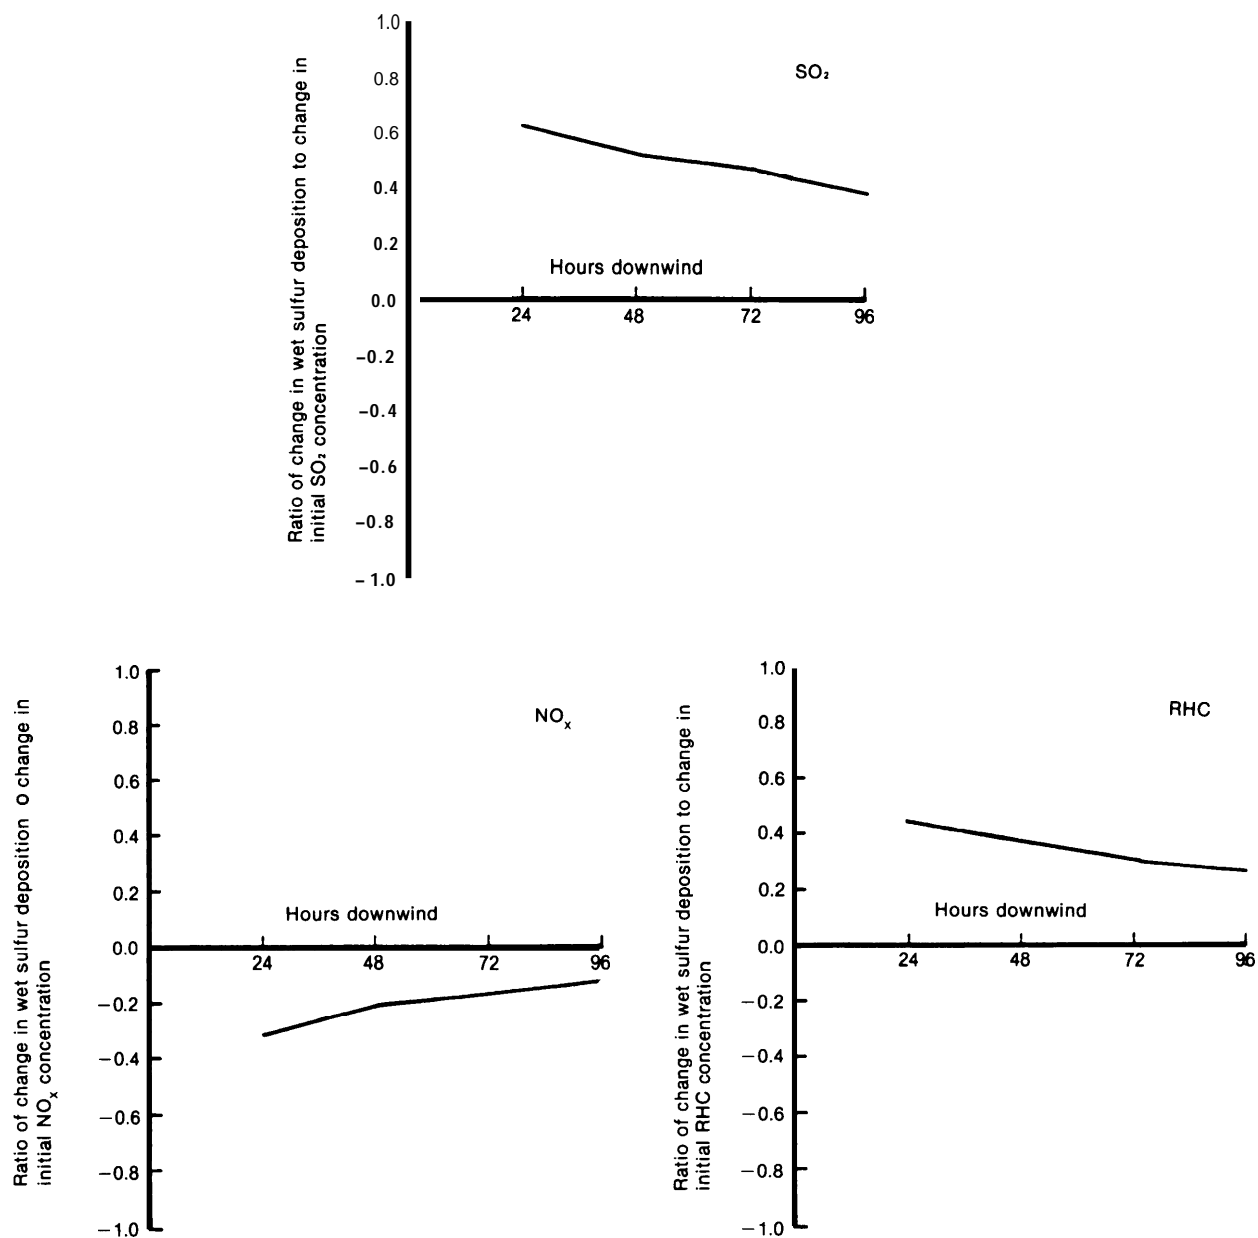 Ratio of change in wet sulfur deposition to change in
initial SO₂ concentration
1.0
0.8
0.6
0.4
0.2
0.0
-0.2
-0.4
-0.6
-0.8
-1.0
SO₂
Hours downwind
24 48 72 96
Ratio of change in wet sulfur deposition o change in
initial NOₓ concentration
1.0
0.8
0.6
0.4
0.2
0.0
-0.2
-0.4
-0.6
-0.8
-1.0
NOₓ
Hours downwind
24 48 72 96
Ratio of change in wet sulfur deposition to change in
initial RHC concentration
1.0
0.8
0.6
0.4
0.2
0.0
-0.2
-0.4
-0.6
-0.8
-1.0
RHC
Hours downwind
24 48 72 96